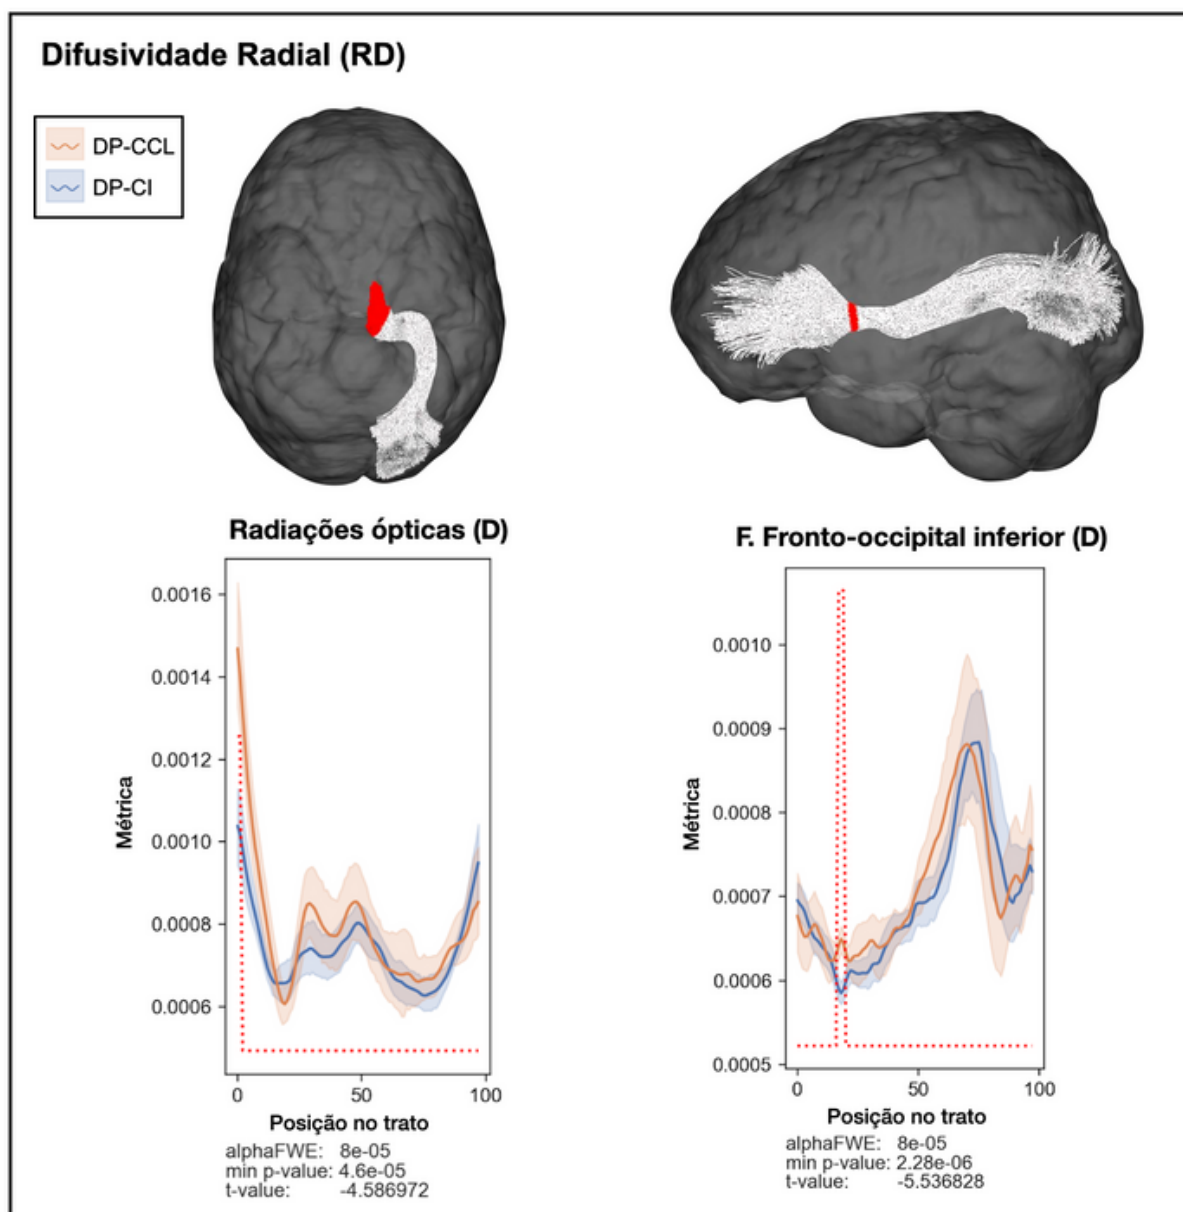 Difusividade Radial (RD)
DP-CCL
DP-CI
Radiações ópticas (D)
0.0016
0.0014
0.0012
0.0010
0.0008
0.0006
Métrica
0
50
100
Posição no trato
alphaFWE: 8e-05
min p-value: 4.6e-05
t-value: -4.586972
F. Fronto-occipital inferior (D)
0.0010
0.0009
0.0008
0.0007
0.0006
0.0005
Métrica
0
50
100
Posição no trato
alphaFWE: 8e-05
min p-value: 2.28e-06
t-value: -5.536828